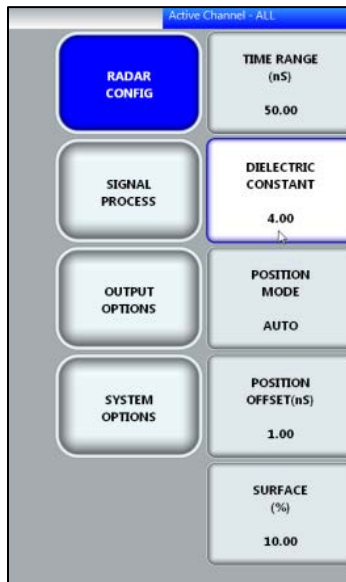 Active Channel - ALL
RADAR
CONFIG
SIGNAL
PROCESS
OUTPUT
OPTIONS
SYSTEM
OPTIONS
TIME RANGE
(nS)
50.00
DIELECTRIC
CONSTANT
4.00
POSITION
MODE
AUTO
POSITION
OFFSET(nS)
1.00
SURFACE
(%)
10.00